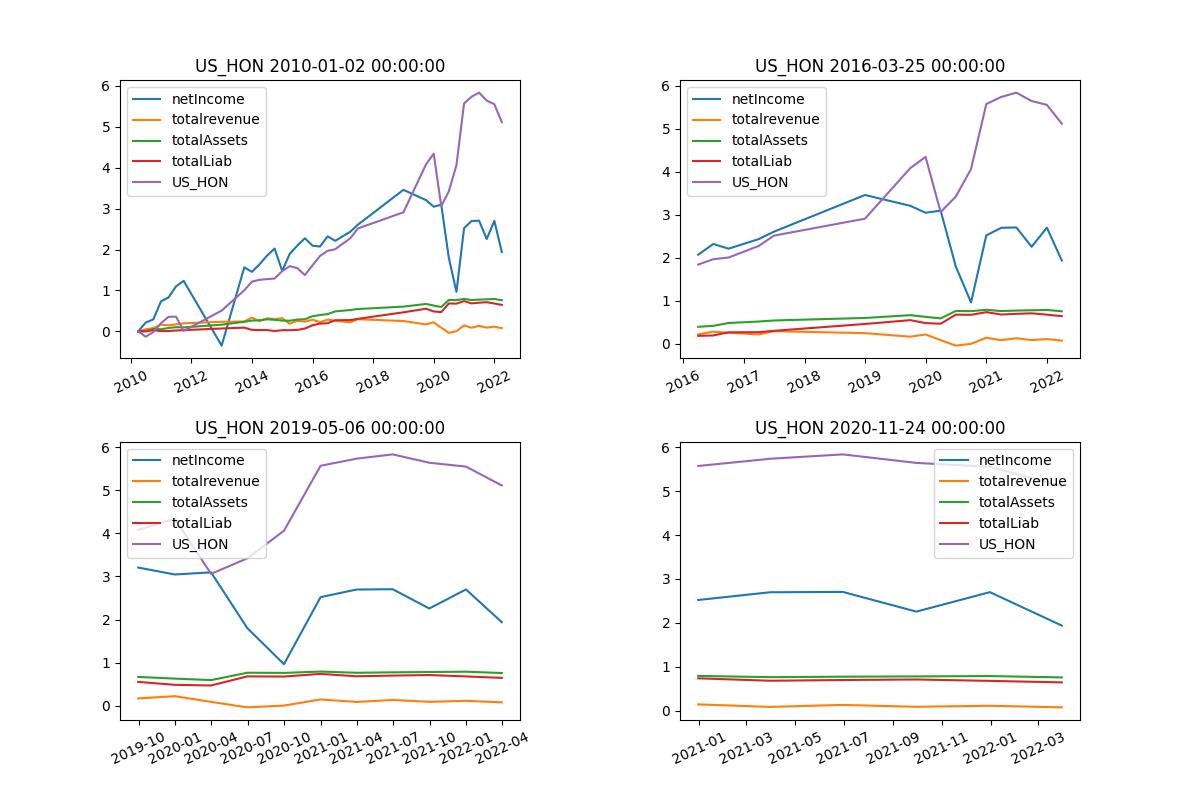 US_HON 2010-01-02 00:00:00
6
5
4
3
2
1
0
netIncome
totalrevenue
totalAssets
totalLiab
US_HON
2010 2012 2014 2016 2018 2020 2022
US_HON 2016-03-25 00:00:00
6
5
4
3
2
1
0
netIncome
totalrevenue
totalAssets
totalLiab
US_HON
2016 2017 2018 2019 2020 2021 2022
US_HON 2019-05-06 00:00:00
6
5
4
3
2
1
0
netIncome
totalrevenue
totalAssets
totalLiab
US_HON
2019-10 2020-01 2020-04 2020-07 2020-10 2021-01 2021-04 2021-07 2021-10 2022-01 2022-04
US_HON 2020-11-24 00:00:00
6
5
4
3
2
1
0
netIncome
totalrevenue
totalAssets
totalLiab
US_HON
2021-01 2021-03 2021-05 2021-07 2021-09 2021-11 2022-01 2022-03